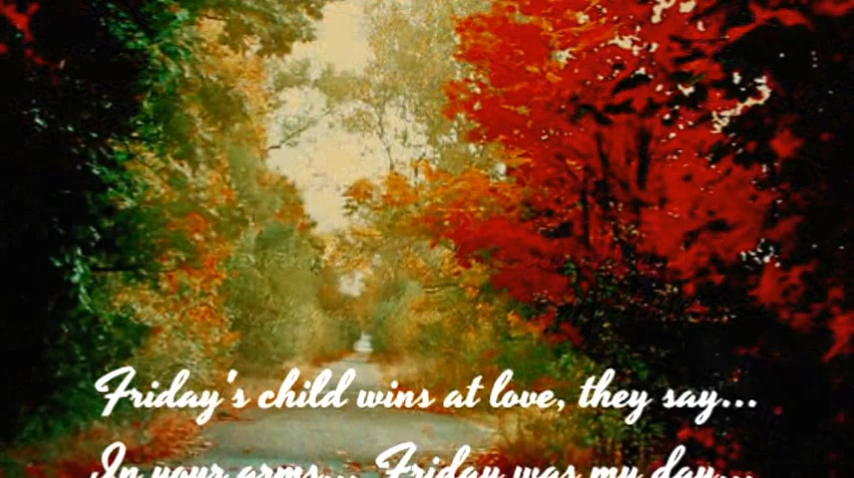 Friday's child wins at love, they say...
In your arms... Friday was my day...